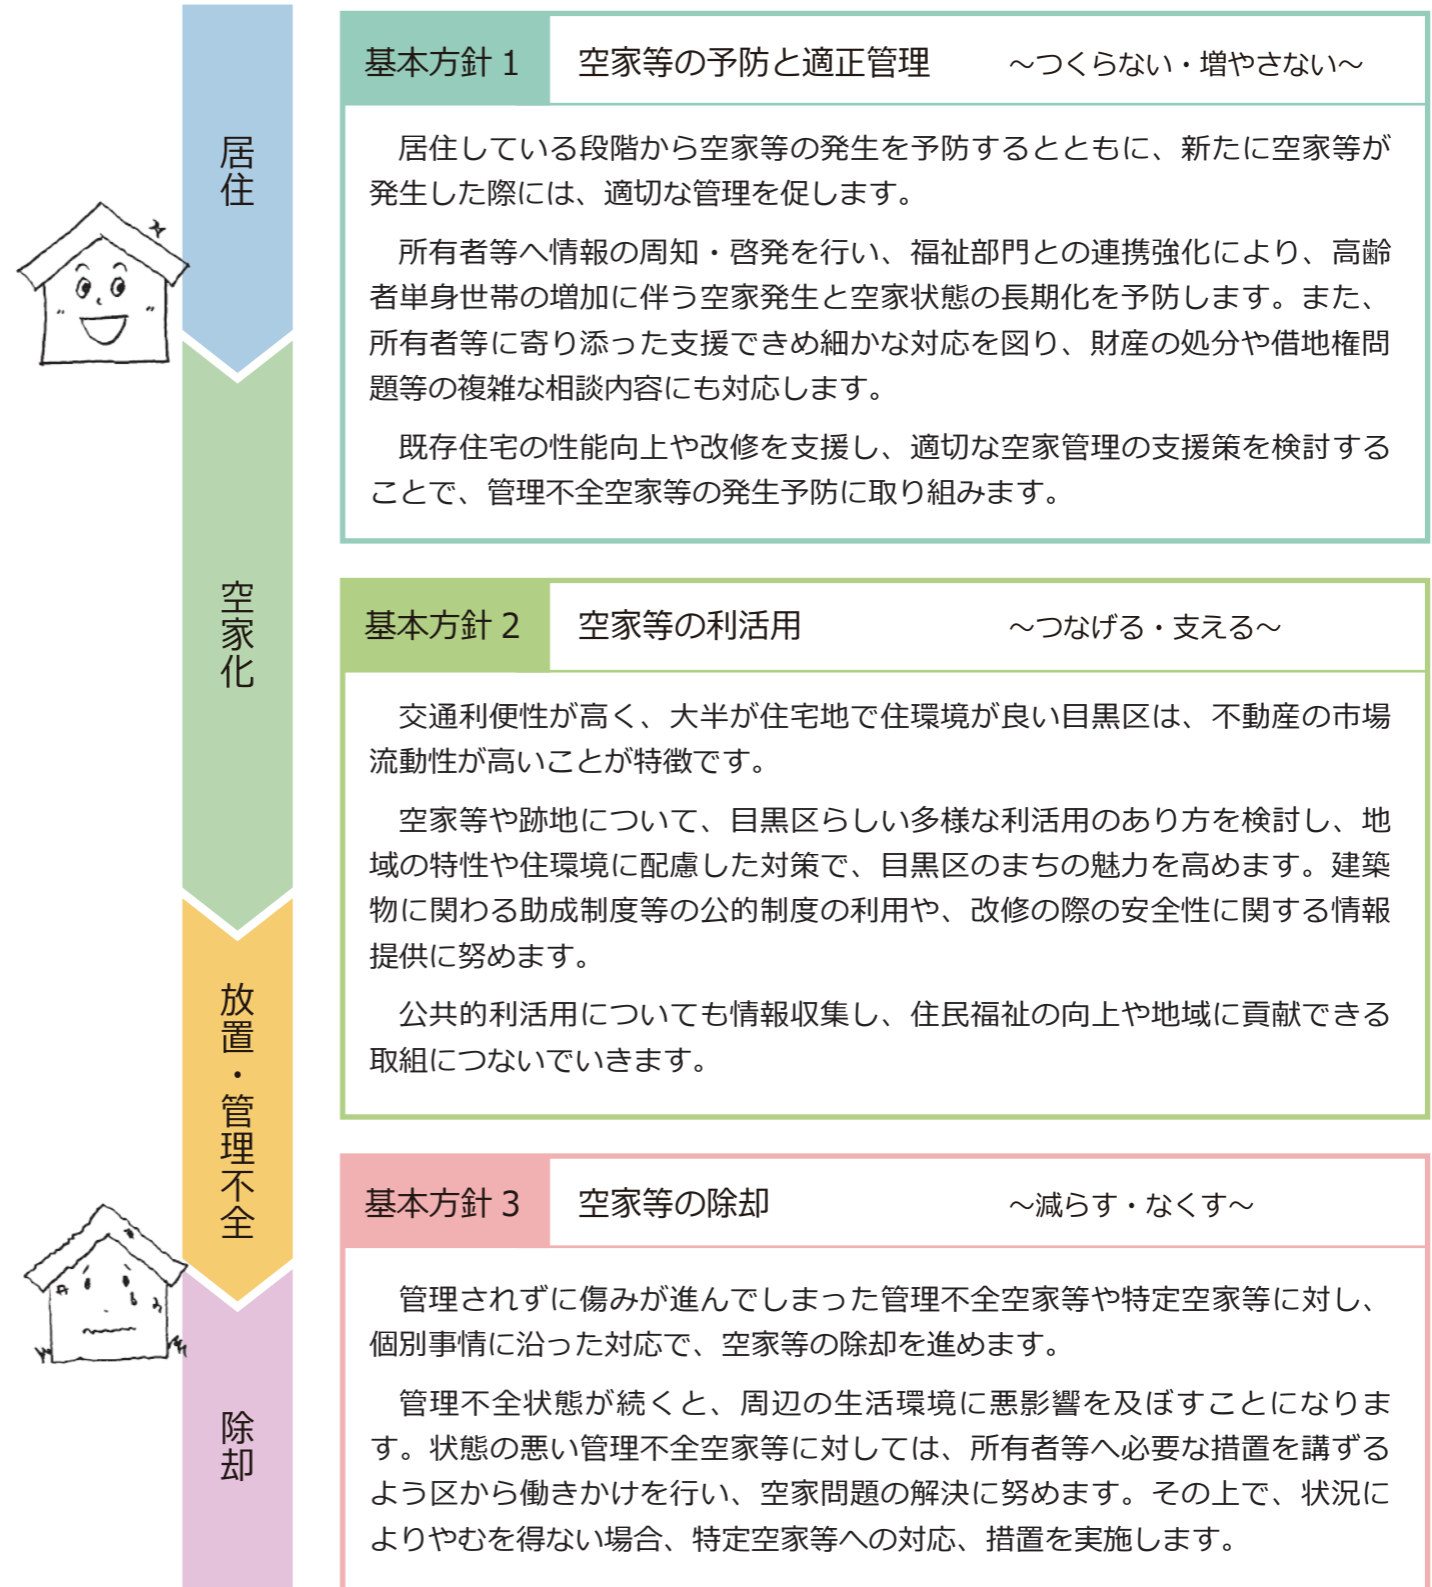 居住
空家化
放置・管理不全
除却
基本方針 1　空家等の予防と適正管理　～つくらない・増やさない～
　居住している段階から空家等の発生を予防するとともに、新たに空家等が
発生した際には、適切な管理を促します。
　所有者等へ情報の周知・啓発を行い、福祉部門との連携強化により、高齢
者単身世帯の増加に伴う空家発生と空家状態の長期化を予防します。また、
所有者等に寄り添った支援できめ細かな対応を図り、財産の処分や借地権問
題等の複雑な相談内容にも対応します。
　既存住宅の性能向上や改修を支援し、適切な空家管理の支援策を検討する
ことで、管理不全空家等の発生予防に取り組みます。
基本方針 2　空家等の利活用　～つなげる・支える～
　交通利便性が高く、大半が住宅地で住環境が良い目黒区は、不動産の市場
流動性が高いことが特徴です。
　空家等や跡地について、目黒区らしい多様な利活用のあり方を検討し、地
域の特性や住環境に配慮した対策で、目黒区のまちの魅力を高めます。建築
物に関わる助成制度等の公的制度の利用や、改修の際の安全性に関する情報
提供に努めます。
　公共的利活用についても情報収集し、住民福祉の向上や地域に貢献できる
取組につないでいきます。
基本方針 3　空家等の除却　～減らす・なくす～
　管理されずに傷みが進んでしまった管理不全空家等や特定空家等に対し、
個別事情に沿った対応で、空家等の除却を進めます。
　管理不全状態が続くと、周辺の生活環境に悪影響を及ぼすことになりま
す。状態の悪い管理不全空家等に対しては、所有者等へ必要な措置を講ずる
よう区から働きかけを行い、空家問題の解決に努めます。その上で、状況に
よりやむを得ない場合、特定空家等への対応、措置を実施します。